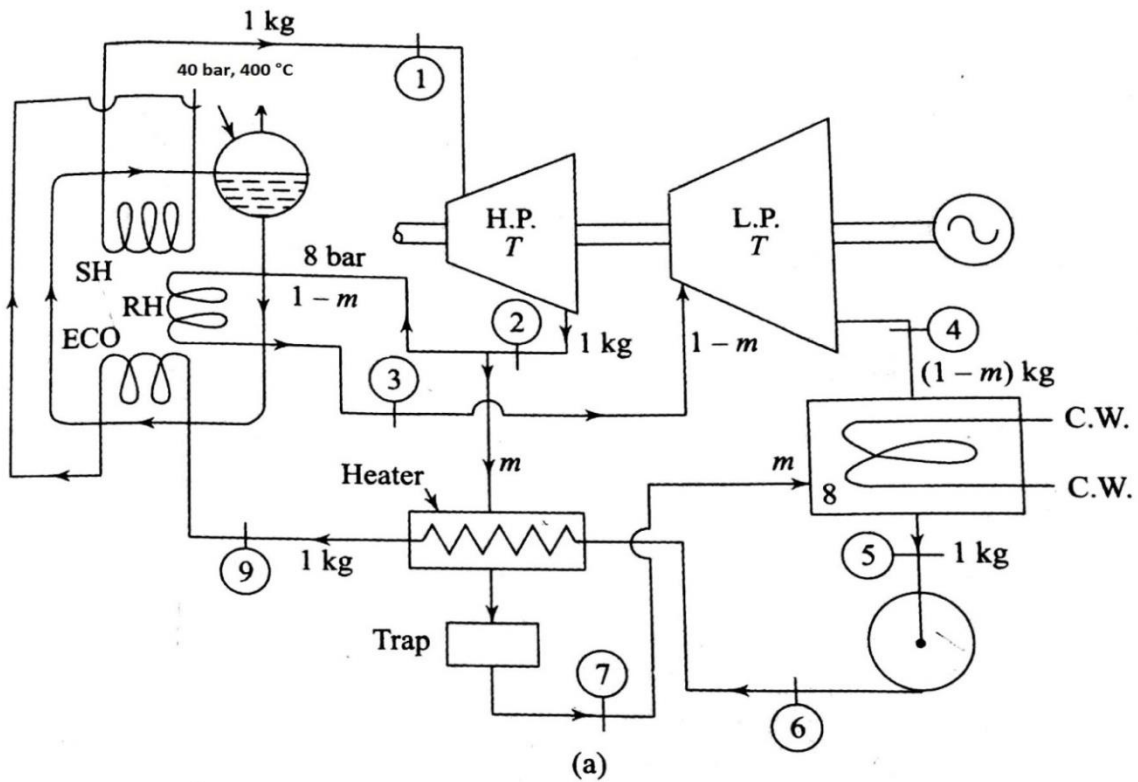 1 kg
1
40 bar, 400 °C
H.P.
T
L.P.
T
SH
8 bar
RH
1 – m
2
1 kg
1 – m
4
ECO
3
(1 – m) kg
C.W.
Heater
m
m
8
C.W.
9
1 kg
5
1 kg
Trap
7
6
(a)